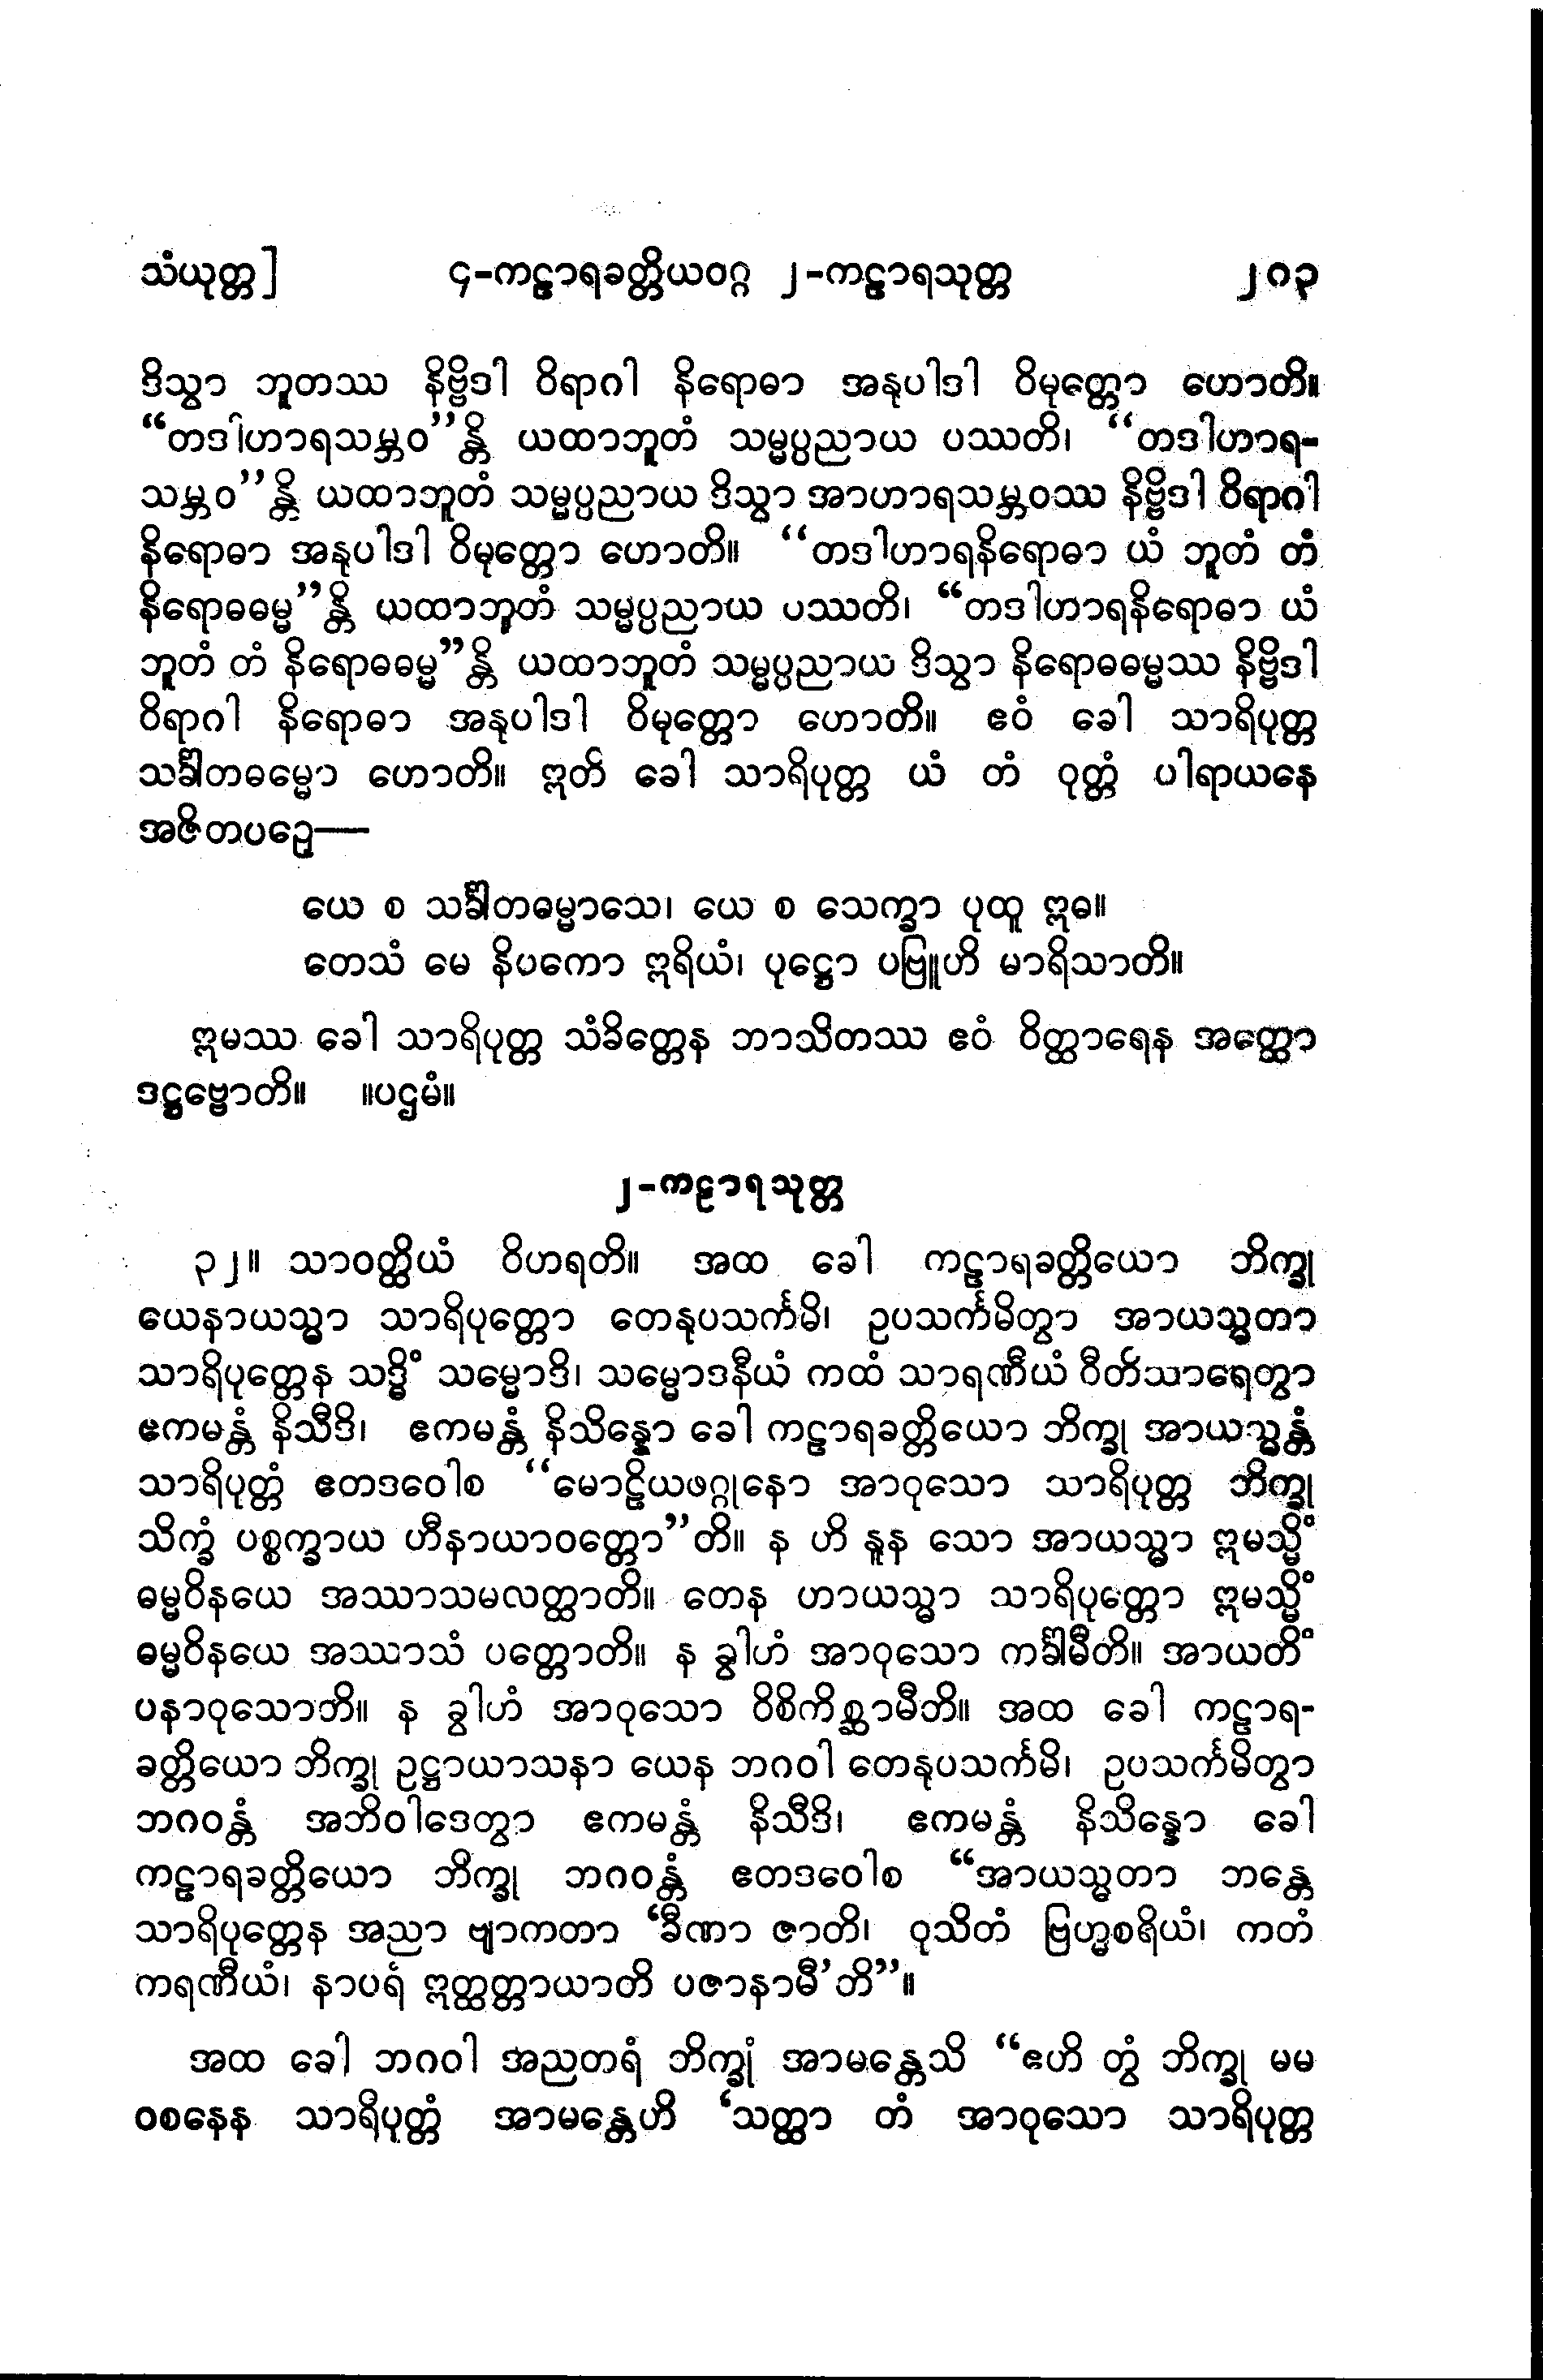 သံယုတ္တ] ၄-ကဠာရခတ္တိယဝဂ္ဂ ၂-ကဠာရသုတ္တ ၂၈၃
ဒိသွာ ဘူတဿ နိဗ္ဗိဒါ ဝိရာဂါ နိရောဓာ အနုပါဒါ ဝိမုတ္တော ဟောတိ။
“တဒါဟာရသမ္ဘဝ”န္တိ ယထာဘူတံ သမ္မပ္ပညာယ ပဿတိ၊ “တဒါဟာရ-
သမ္ဘဝ”န္တိ ယထာဘူတံ သမ္မပ္ပညာယ ဒိသွာ အာဟာရသမ္ဘဝဿ နိဗ္ဗိဒါ ဝိရာဂါ
နိရောဓာ အနုပါဒါ ဝိမုတ္တော ဟောတိ။ “တဒါဟာရနိရောဓာ ယံ ဘူတံ တံ
နိရောဓဓမ္မ”န္တိ ယထာဘူတံ သမ္မပ္ပညာယ ပဿတိ၊ “တဒါဟာရနိရောဓာ ယံ
ဘူတံ တံ နိရောဓဓမ္မ”န္တိ ယထာဘူတံ သမ္မပ္ပညာယ ဒိသွာ နိရောဓဓမ္မဿ နိဗ္ဗိဒါ
ဝိရာဂါ နိရောဓာ အနုပါဒါ ဝိမုတ္တော ဟောတိ။ ဧဝံ ခေါ သာရိပုတ္တ
သင်္ခါတဓမ္မော ဟောတိ။ ဣတိ ခေါ သာရိပုတ္တ ယံ တံ ဝုတ္တံ ပါရာယနေ
အဇိတပဥှေ—
ယေ စ သင်္ခါတဓမ္မာသေ၊ ယေ စ သေက္ခာ ပုထူ ဣဓ။
တေသံ မေ နိပကော ဣရိယံ၊ ပုဋ္ဌော ပဗြူဟိ မာရိသာတိ။
ဣမဿ ခေါ သာရိပုတ္တ သံခိတ္တေန ဘာသိတဿ ဧဝံ ဝိတ္ထာရေန အတ္ထော
ဒဋ္ဌဗ္ဗောတိ။ ။ပဌမံ။
၂-ကဠာရသုတ္တ
၃၂။ သာဝတ္ထိယံ ဝိဟရတိ။ အထ ခေါ ကဠာရခတ္တိယော ဘိက္ခု
ယေနာယသ္မာ သာရိပုတ္တော တေနုပသင်္ကမိ၊ ဥပသင်္ကမိတွာ အာယသ္မတာ
သာရိပုတ္တေန သဒ္ဓိံ သမ္မောဒိ၊ သမ္မောဒနီယံ ကထံ သာရဏီယံ ဝီတိသာရေတွာ
ဧကမန္တံ နိသီဒိ၊ ဧကမန္တံ နိသိန္နော ခေါ ကဠာရခတ္တိယော ဘိက္ခု အာယသ္မန္တံ
သာရိပုတ္တံ ဧတဒဝေါစ “မောဠိယဖဂ္ဂုနော အာဝုသော သာရိပုတ္တ ဘိက္ခု
သိက္ခံ ပစ္စက္ခာယ ဟီနာယာဝတ္တော”တိ။ န ဟိ နူန သော အာယသ္မာ ဣမသ္မိံ
ဓမ္မဝိနယေ အဿာသမလတ္ထာတိ။ တေန ဟာယသ္မာ သာရိပုတ္တော ဣမသ္မိံ
ဓမ္မဝိနယေ အဿာသံ ပတ္တောတိ။ န ခွါဟံ အာဝုသော ကင်္ခါမီတိ။ အာယတိံ
ပနာဝုသောတိ။ န ခွါဟံ အာဝုသော ဝိစိကိစ္ဆာမီတိ။ အထ ခေါ ကဠာရ-
ခတ္တိယော ဘိက္ခု ဥဋ္ဌာယာသနာ ယေန ဘဂဝါ တေနုပသင်္ကမိ၊ ဥပသင်္ကမိတွာ
ဘဂဝန္တံ အဘိဝါဒေတွာ ဧကမန္တံ နိသီဒိ၊ ဧကမန္တံ နိသိန္နော ခေါ
ကဠာရခတ္တိယော ဘိက္ခု ဘဂဝန္တံ ဧတဒဝေါစ “အာယသ္မတာ ဘန္တေ
သာရိပုတ္တေန အညာ ဗျာကတာ ‘ခီဏာ ဇာတိ၊ ဝုသိတံ ဗြဟ္မစရိယံ၊ ကတံ
ကရဏီယံ၊ နာပရံ ဣတ္ထတ္တာယာတိ ပဇာနာမီ’တိ”။
အထ ခေါ ဘဂဝါ အညတရံ ဘိက္ခုံ အာမန္တေသိ “ဧဟိ တွံ ဘိက္ခု မမ
ဝစနေန သာရိပုတ္တံ အာမန္တေဟိ ‘သတ္ထာ တံ အာဝုသော သာရိပုတ္တ